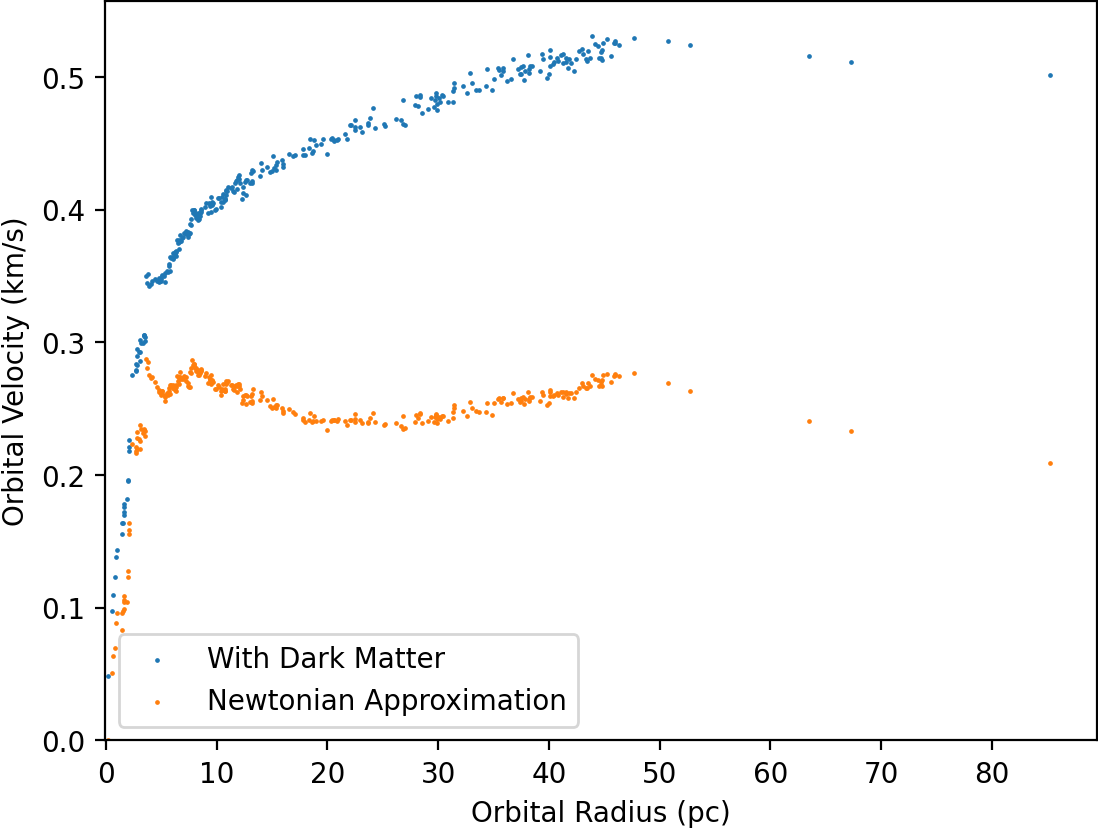 0.5
0.4
0.3
0.2
0.1
0.0
Orbital Velocity (km/s)
With Dark Matter
Newtonian Approximation
0 10 20 30 40 50 60 70 80
Orbital Radius (pc)